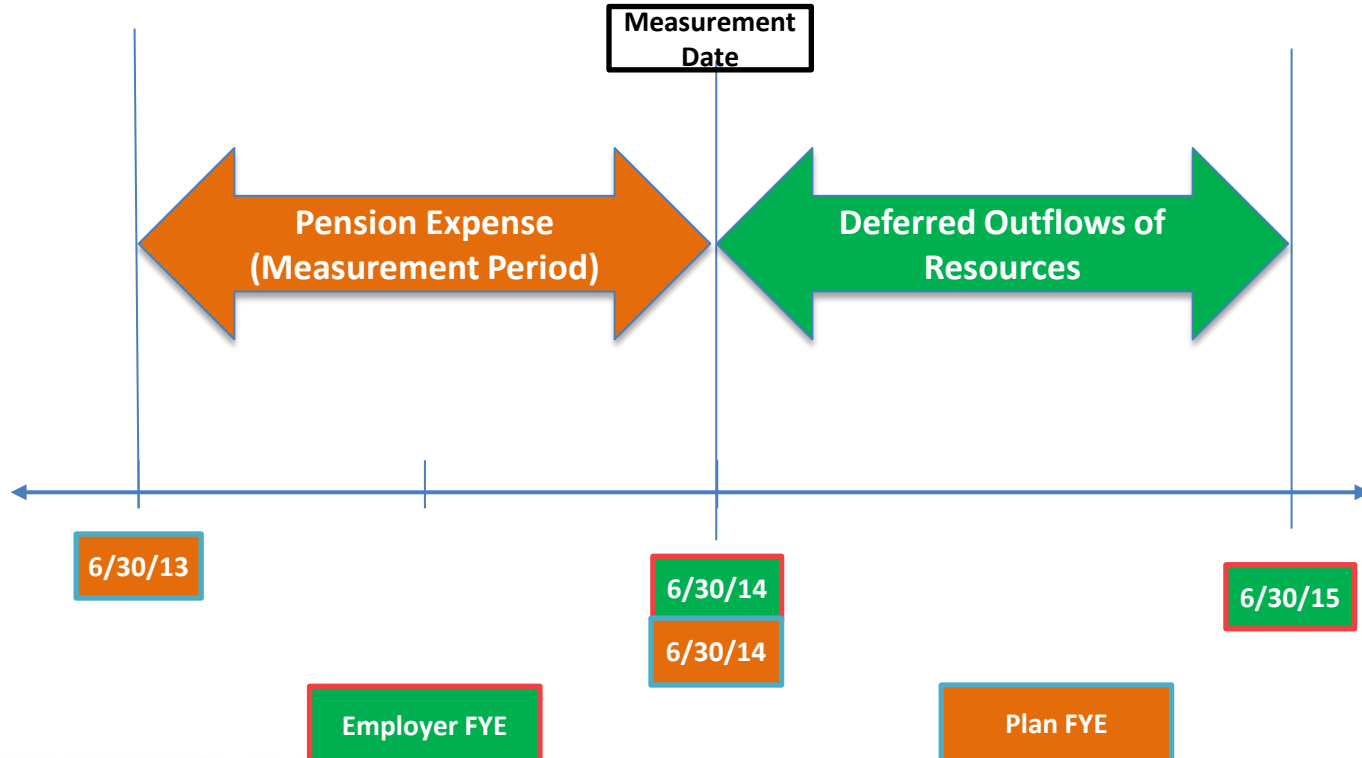 Measurement
Date
Pension Expense
(Measurement Period)
Deferred Outflows of
Resources
6/30/13
6/30/14
6/30/14
6/30/15
Employer FYE
Plan FYE